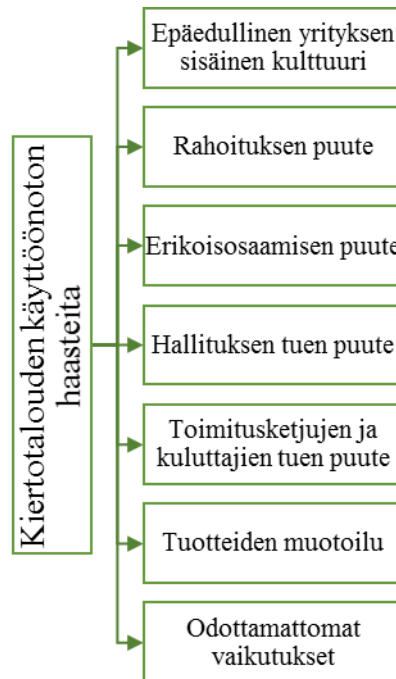 Kiertotalouden käyttöönoton
haasteita
Epäedullinen yrityksen
sisäinen kulttuuri
Rahoituksen puute
Erikoisosaamisen puute
Hallituksen tuen puute
Toimitusketjujen ja
kuluttajien tuen puute
Tuotteiden muotoilu
Odottamattomat
vaikutukset